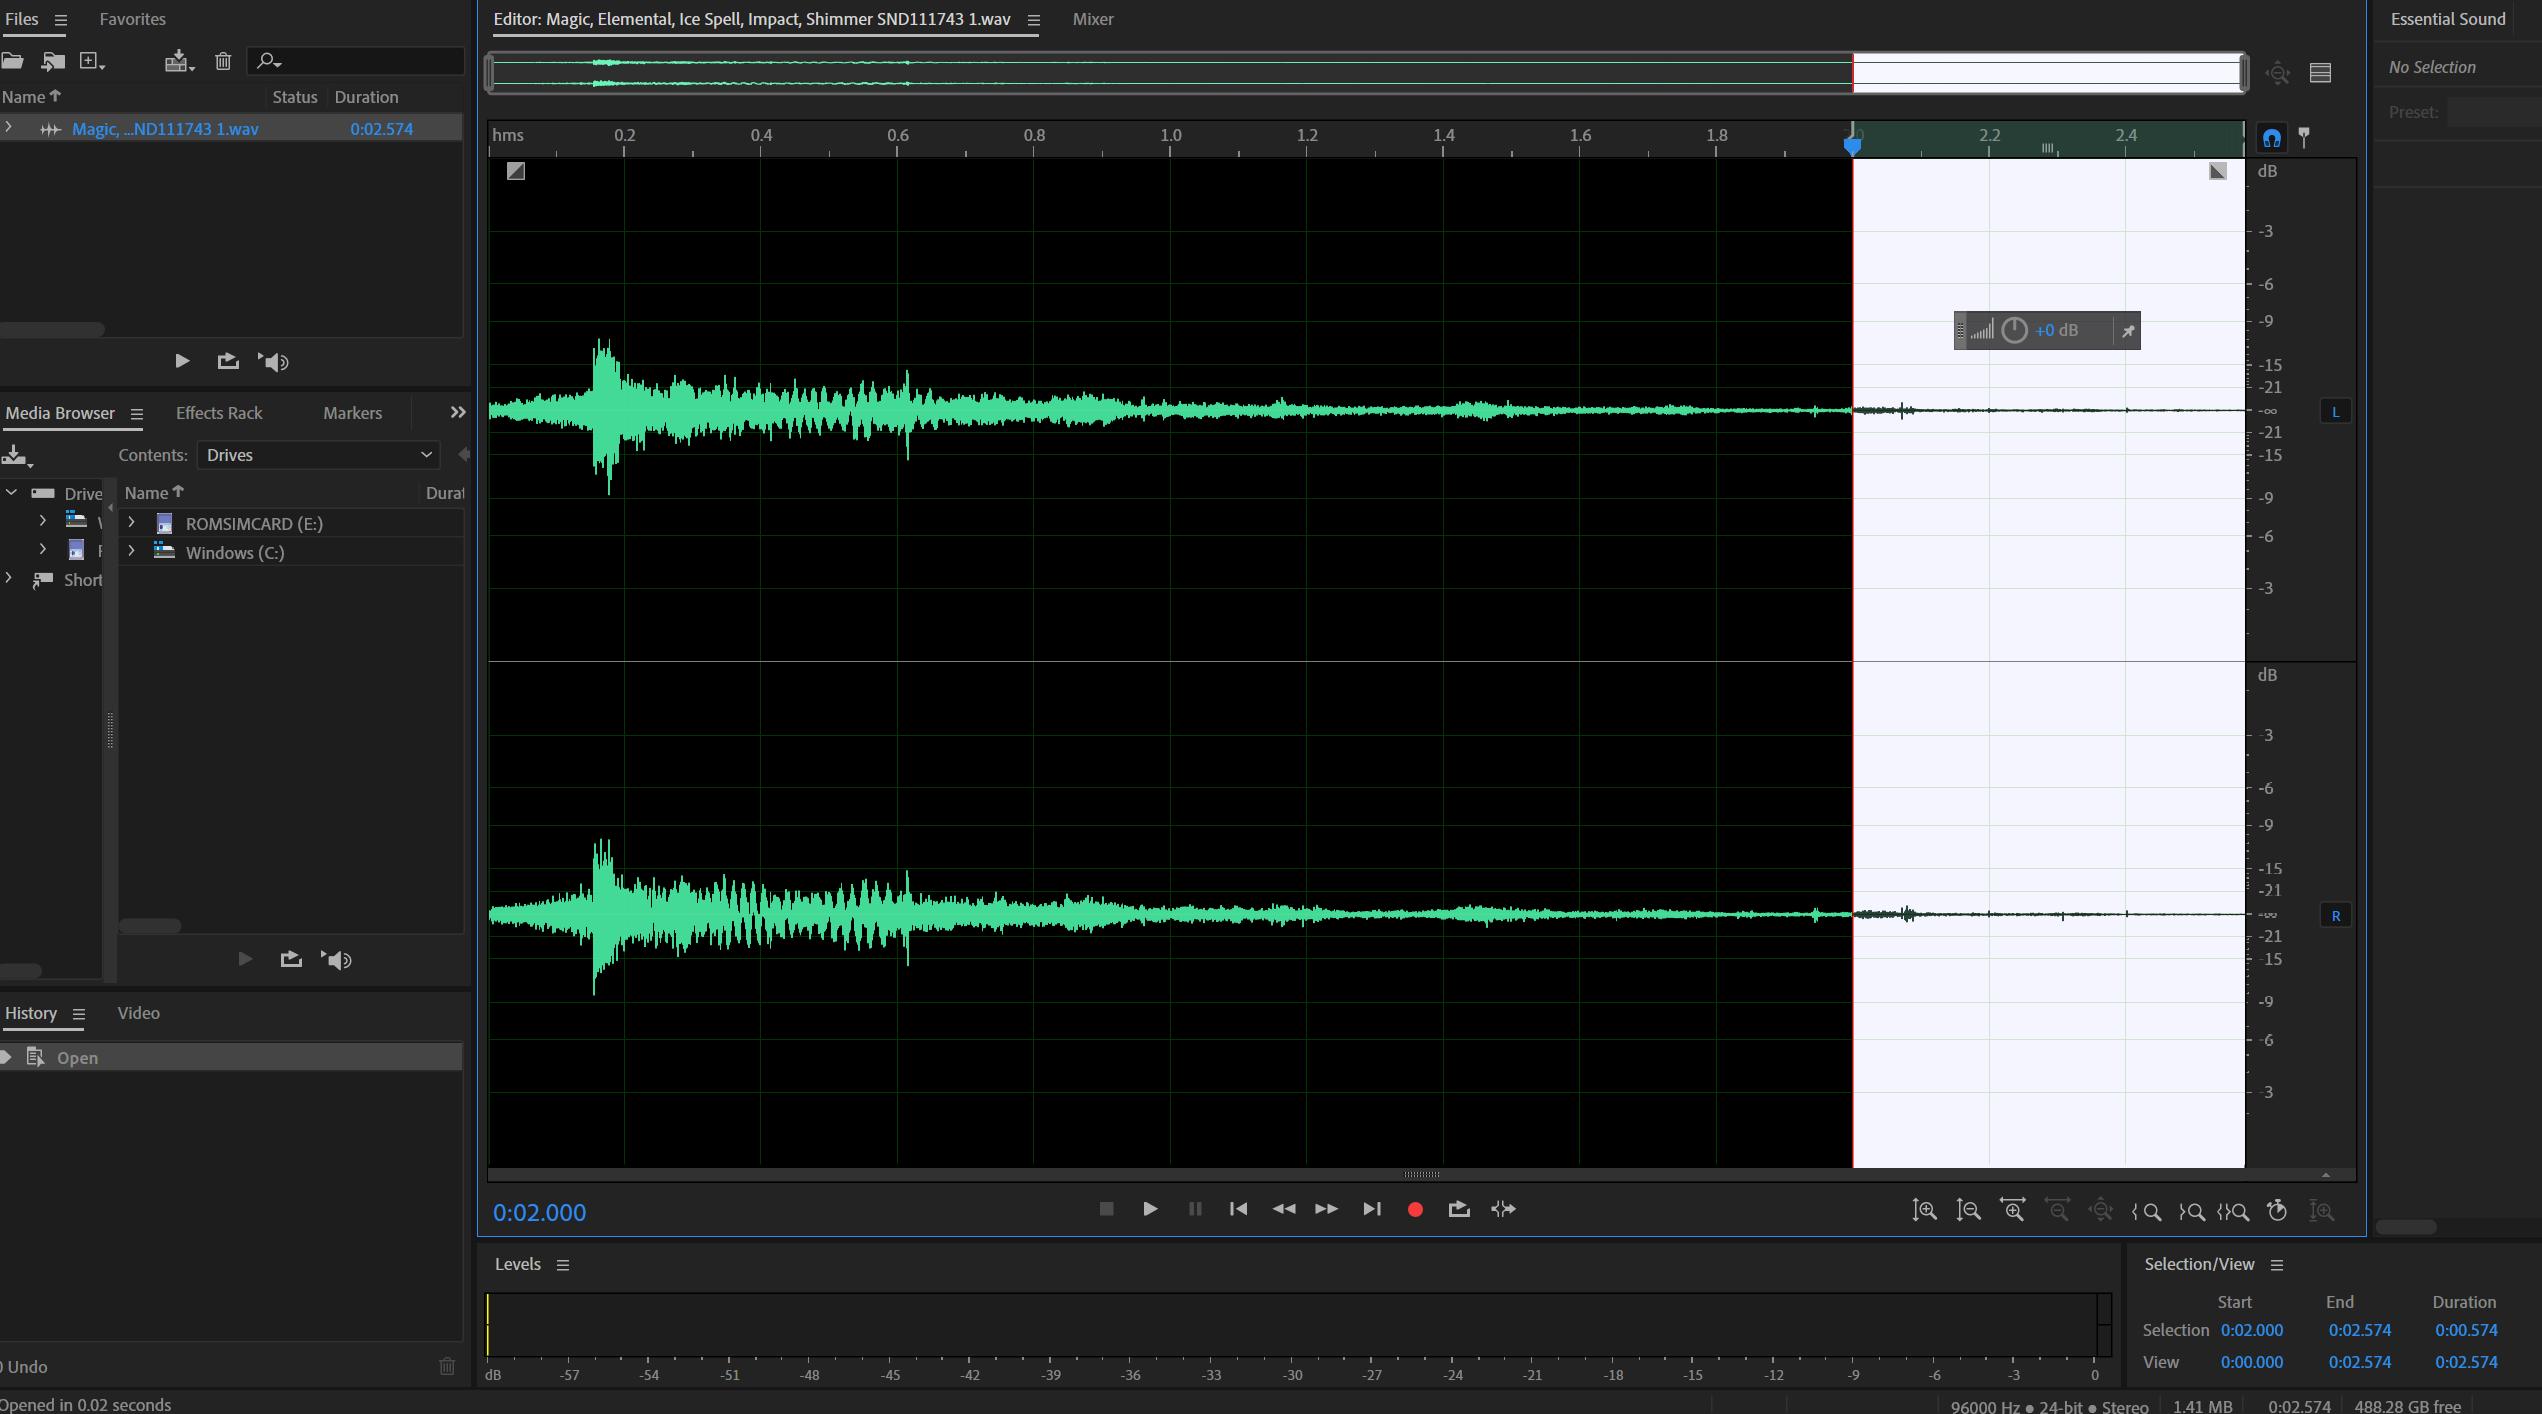 Files
Favorites
Editor: Magic, Elemental, Ice Spell, Impact, Shimmer SND111743 1.wav
Mixer
Essential Sound
No Selection
Preset:
Name
Status
Duration
Magic, ...ND111743 1.wav
0:02.574
hms
0.2
0.4
0.6
0.8
1.0
1.2
1.4
1.6
1.8
2.2
2.4
dB
-3
-6
-9
-15
-21
-∞
-21
-15
-9
-6
-3
+0 dB
L
dB
-3
-6
-9
-15
-21
-∞
-21
-15
-9
-6
-3
R
Media Browser
Effects Rack
Markers
Contents:
Drives
Drive
Short
Name
Durat
ROMSIMCARD (E:)
Windows (C:)
History
Video
Open
0 Undo
Opened in 0.02 seconds
0:02.000
Levels
dB
-57
-54
-51
-48
-45
-42
-39
-36
-33
-30
-27
-24
-21
-18
-15
-12
-9
-6
-3
0
Selection/View
Start
End
Duration
Selection
0:02.000
0:02.574
0:00.574
View
0:00.000
0:02.574
0:02.574
96000 Hz ● 24-bit ● Stereo
1.41 MB
0:02.574
488.28 GB free